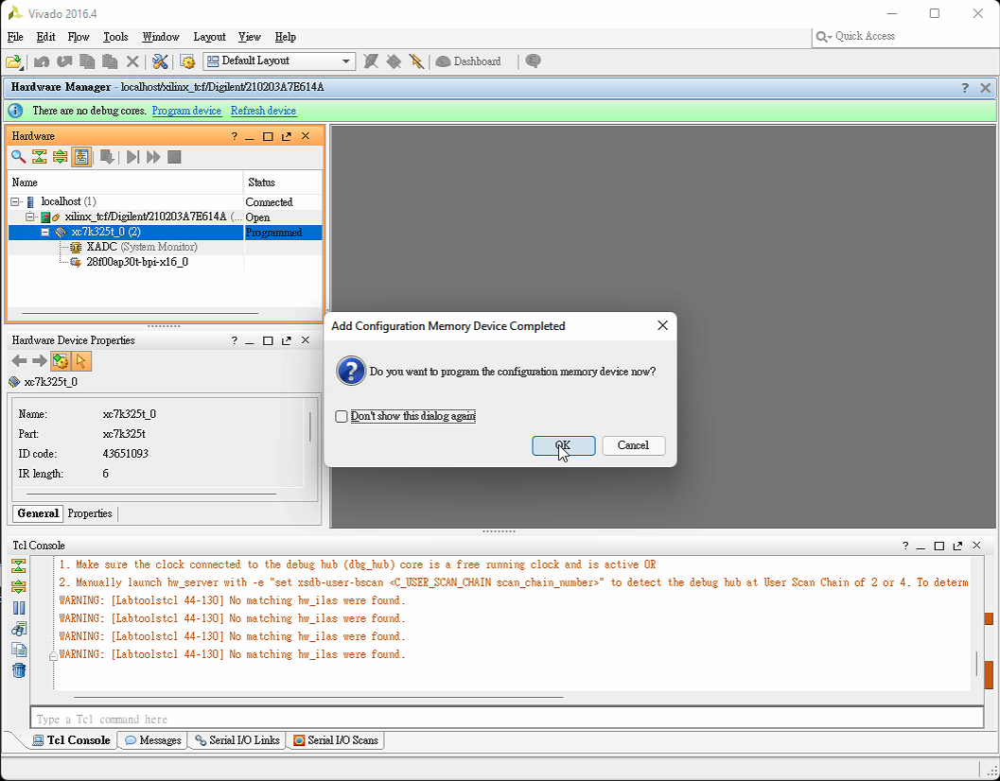 Vivado 2016.4
File Edit Flow Tools Window Layout View Help
Quick Access
Default Layout
Dashboard
Hardware Manager - localhost/xilinx_tcf/Digilent/210203A7E614A
There are no debug cores. Program device Refresh device
Hardware
Name Status
localhost (1) Connected
xilinx_tcf/Digilent/210203A7E614A (... Open
xc7k325t_0 (2) Programmed
XADC (System Monitor)
28f00ap30t-bpi-x16_0
Add Configuration Memory Device Completed
Do you want to program the configuration memory device now?
Don't show this dialog again
OK Cancel
Hardware Device Properties
xc7k325t_0
Name: xc7k325t_0
Part: xc7k325t
ID code: 43651093
IR length: 6
General Properties
Tcl Console
1. Make sure the clock connected to the debug hub (dbg_hub) core is a free running clock and is active OR
2. Manually launch hw_server with -e "set xsdb-user-bscan <C_USER_SCAN_CHAIN scan_chain_number>" to detect the debug hub at User Scan Chain of 2 or 4. To determ
WARNING: [Labtoolstcl 44-130] No matching hw_ilas were found.
WARNING: [Labtoolstcl 44-130] No matching hw_ilas were found.
WARNING: [Labtoolstcl 44-130] No matching hw_ilas were found.
WARNING: [Labtoolstcl 44-130] No matching hw_ilas were found.
Type a Tcl command here
Tcl Console Messages Serial I/O Links Serial I/O Scans